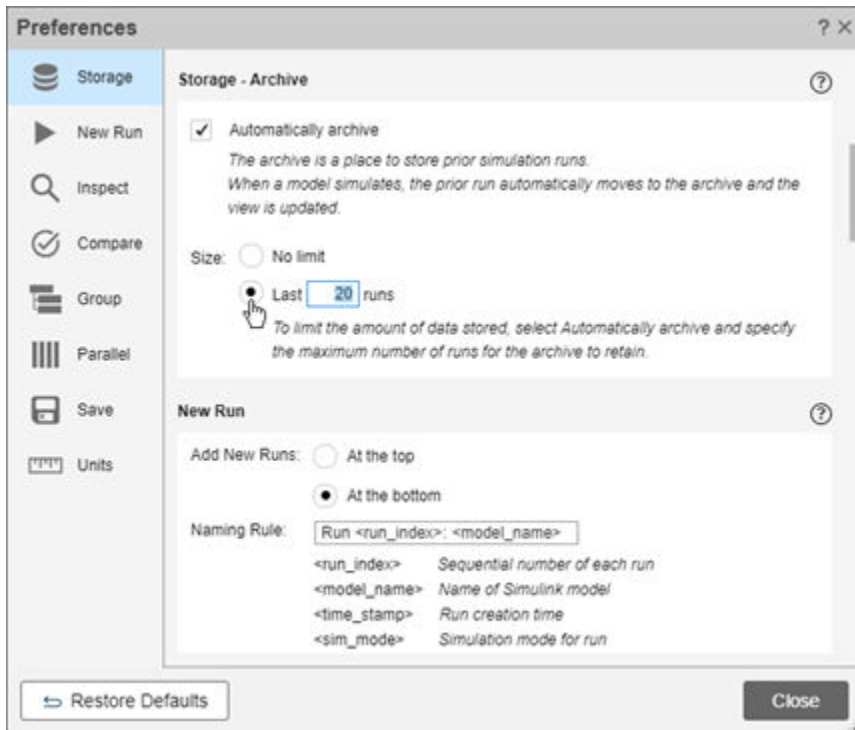 Preferences
? ×
Storage
New Run
Inspect
Compare
Group
Parallel
Save
Units
Storage - Archive
?
Automatically archive
The archive is a place to store prior simulation runs.
When a model simulates, the prior run automatically moves to the archive and the
view is updated.
Size: No limit
Last 20 runs
To limit the amount of data stored, select Automatically archive and specify
the maximum number of runs for the archive to retain.
New Run
?
Add New Runs: At the top
At the bottom
Naming Rule: Run <run_index>: <model_name>
<run_index> Sequential number of each run
<model_name> Name of Simulink model
<time_stamp> Run creation time
<sim_mode> Simulation mode for run
Restore Defaults
Close